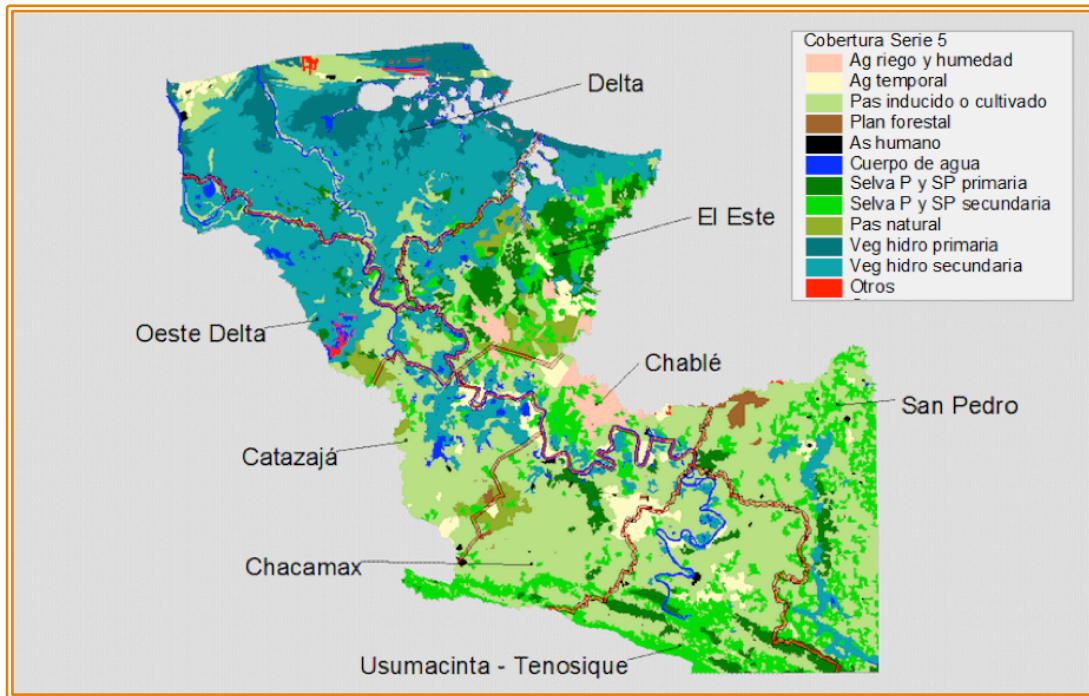 Cobertura Serie 5
Ag riego y humedad
Ag temporal
Pas inducido o cultivado
Plan forestal
As humano
Cuerpo de agua
Selva P y SP primaria
Selva P y SP secundaria
Pas natural
Veg hidro primaria
Veg hidro secundaria
Otros
Delta
El Este
Oeste Delta
Chablé
San Pedro
Catazajá
Chacamax
Usumacinta - Tenosique